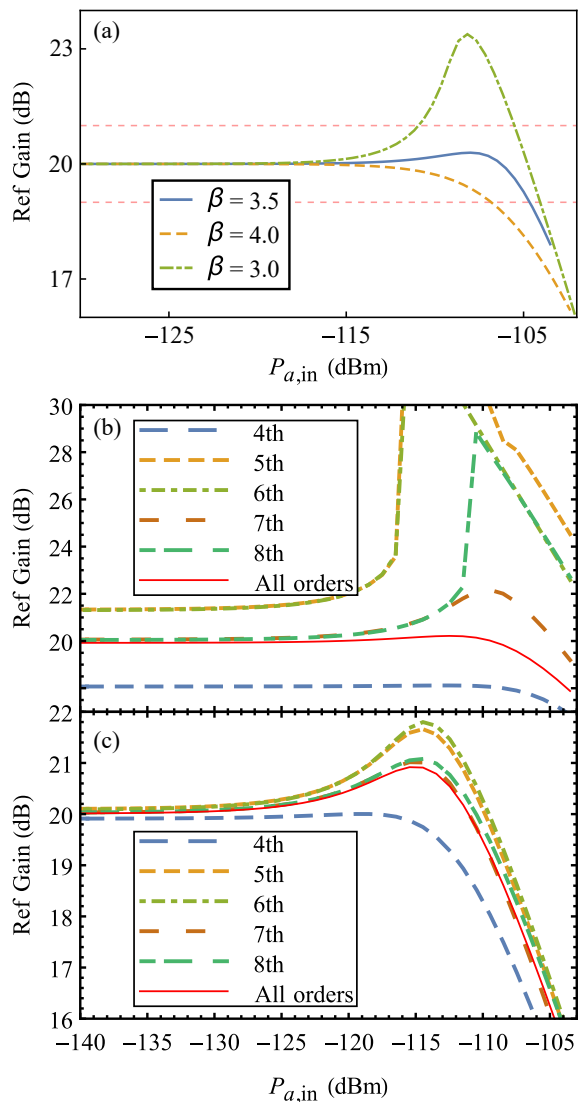 (a)
Ref Gain (dB)
23
20
17
β = 3.5
β = 4.0
β = 3.0
−125
−115
−105
P_{a,in} (dBm)
(b)
Ref Gain (dB)
30
28
26
24
22
20
4th
5th
6th
7th
8th
All orders
(c)
Ref Gain (dB)
22
21
20
19
18
17
16
4th
5th
6th
7th
8th
All orders
−140 −135 −130 −125 −120 −115 −110 −105
P_{a,in} (dBm)